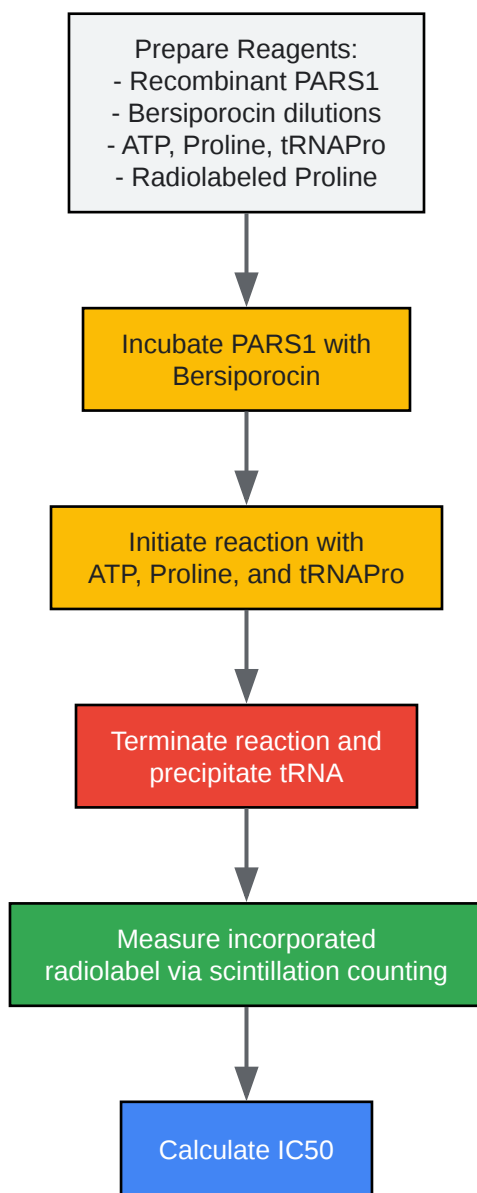 Prepare Reagents:
- Recombinant PARS1
- Bersiporocin dilutions
- ATP, Proline, tRNAPro
- Radiolabeled Proline
Incubate PARS1 with
Bersiporocin
Initiate reaction with
ATP, Proline, and tRNAPro
Terminate reaction and
precipitate tRNA
Measure incorporated
radiolabel via scintillation counting
Calculate IC50